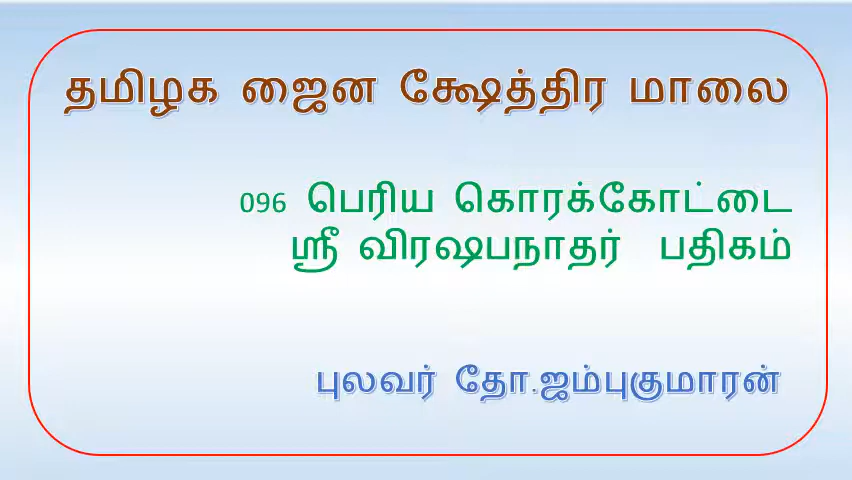 தமிழக ஜைன க்ஷேத்திர மாலை
096 பெரிய கொரக்கோட்டை
ஸ்ரீ விரஷபநாதர் பதிகம்
புலவர் தோ.ஜம்புகுமாரன்